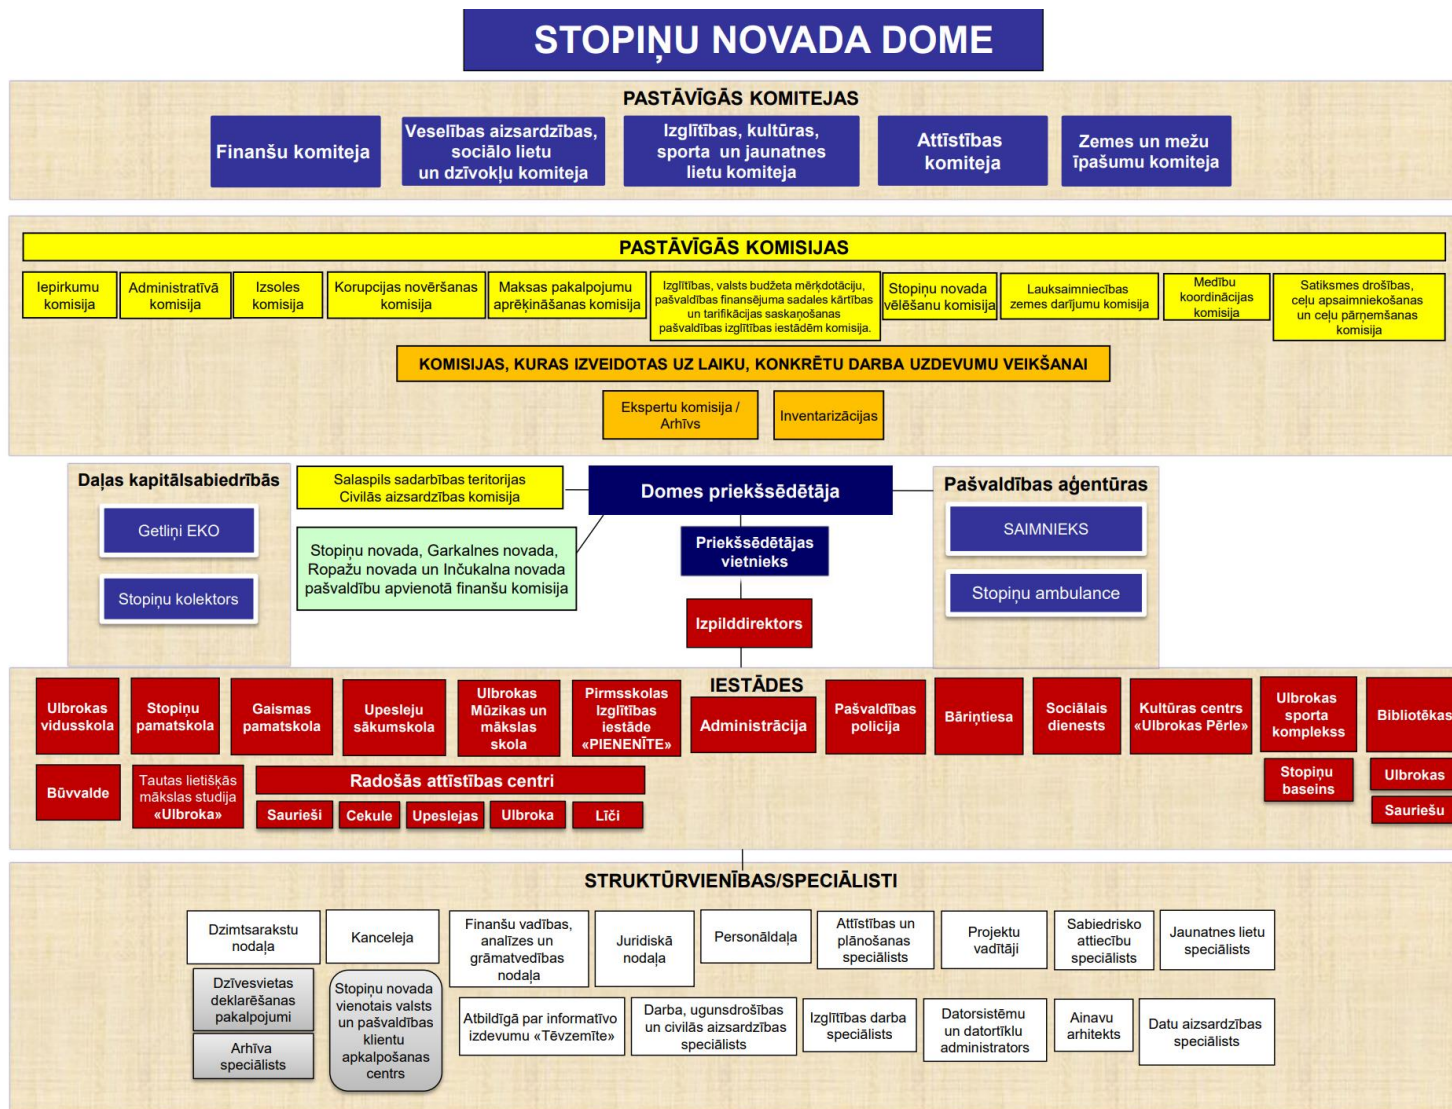 STOPIŅU NOVADA DOME
PASTĀVĪGĀS KOMITEJAS
Finanšu komiteja
Veselības aizsardzības,
sociālo lietu
un dzīvokļu komiteja
Izglītības, kultūras,
sporta un jaunatnes
lietu komiteja
Attīstības
komiteja
Zemes un mežu
īpašumu komiteja
PASTĀVĪGĀS KOMISIJAS
Iepirkumu
komisija
Administratīvā
komisija
Izsoles
komisija
Korupcijas novēršanas
komisija
Maksas pakalpojumu
aprēķināšanas komisija
Izglītības, valsts budžeta mērķdotāciju,
pašvaldības finansējuma sadales kārtības
un tarifikācijas saskaņošanas
pašvaldības izglītības iestādēm komisija.
Stopiņu novada
vēlēšanu komisija
Lauksaimniecības
zemes darījumu komisija
Medību
koordinācijas
komisija
Satiksmes drošības,
ceļu apsaimniekošanas
un ceļu pārņemšanas
komisija
KOMISIJAS, KURAS IZVEIDOTAS UZ LAIKU, KONKRĒTU DARBA UZDEVUMU VEIKŠANAI
Ekspertu komisija /
Arhīvs
Inventarizācijas
Daļas kapitālsabiedrībās
Getliņi EKO
Stopiņu kolektors
Salaspils sadarbības teritorijas
Civilās aizsardzības komisija
Stopiņu novada, Garkalnes novada,
Ropažu novada un Inčukalna novada
pašvaldību apvienotā finanšu komisija
Domes priekšsēdētāja
Priekšsēdētājas
vietnieks
Izpilddirektors
Pašvaldības aģentūras
SAIMNIEKS
Stopiņu ambulance
IESTĀDES
Ulbrokas
vidusskola
Stopiņu
pamatskola
Gaismas
pamatskola
Upesleju
sākumskola
Ulbrokas
Mūzikas un
mākslas
skola
Pirmsskolas
Izglītības
iestāde
«PIENENĪTE»
Administrācija
Pašvaldības
policija
Bāriņtiesa
Sociālais
dienests
Kultūras centrs
«Ulbrokas Pērle»
Ulbrokas
sporta
komplekss
Bibliotēkas
Būvvalde
Tautas lietišķās
mākslas studija
«Ulbroka»
Radošās attīstības centri
Saurieši
Cekule
Upeslejas
Ulbroka
Līči
Stopiņu
baseins
Ulbrokas
Sauriešu
STRUKTŪRVIENĪBAS/SPECIĀLISTI
Dzimtsarakstu
nodaļa
Kanceleja
Finanšu vadības,
analīzes un
grāmatvedības
nodaļa
Juridiskā
nodaļa
Personāldaļa
Attīstības un
plānošanas
speciālists
Projektu
vadītāji
Sabiedrisko
attiecību
speciālists
Jaunatnes lietu
speciālists
Dzīvesvietas
deklarēšanas
pakalpojumi
Arhīva
speciālists
Stopiņu novada
vienotais valsts
un pašvaldības
klientu
apkalpošanas
centrs
Atbildīgā par informatīvo
izdevumu «Tēvzemīte»
Darba, ugunsdrošības
un civilās aizsardzības
speciālists
Izglītības darba
speciālists
Datorsistēmu
un datortīklu
administrators
Ainavu
arhitekts
Datu aizsardzības
speciālists